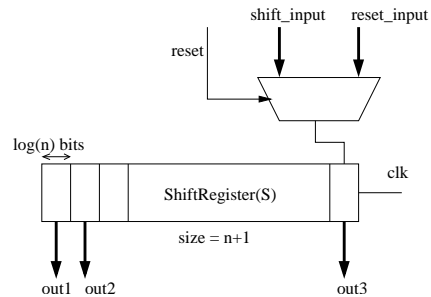 shift_input
reset_input
reset
log(n) bits
clk
ShiftRegister(S)
size = n+1
out1
out2
out3